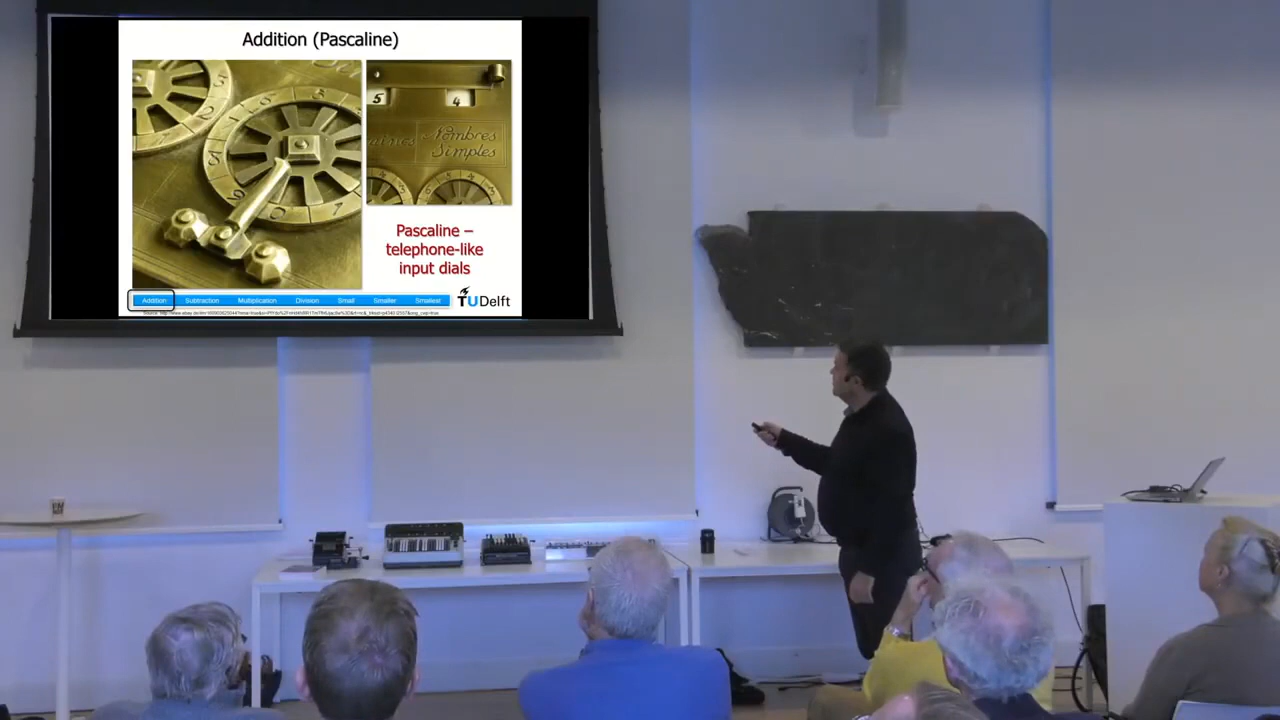 Addition (Pascaline)
5 4
Nombres
Simples
Pascaline –
telephone-like
input dials
Addition Subtraction Multiplication Division Small Smaller Smallest
TUDelft